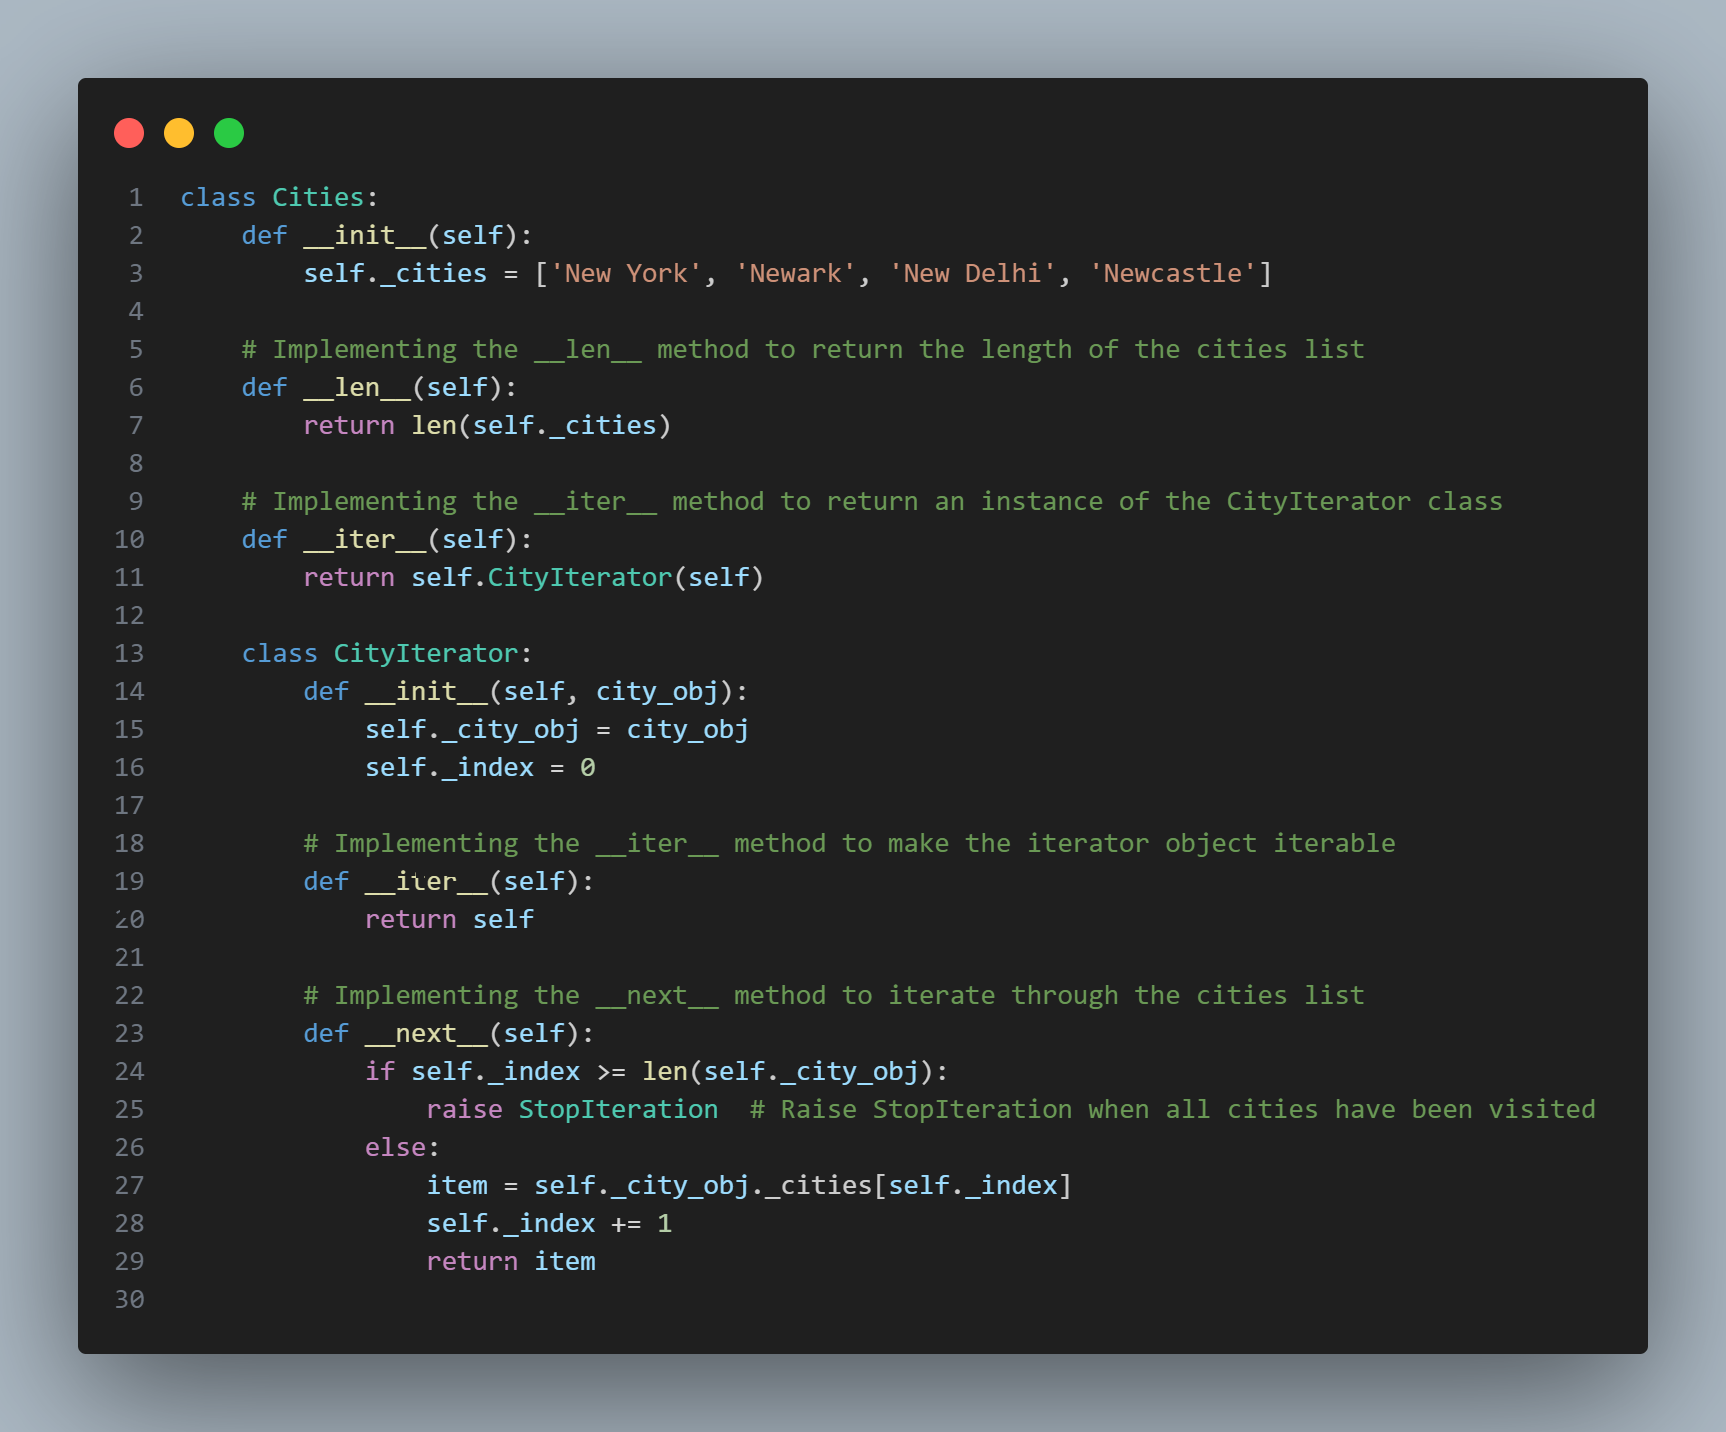 1 class Cities:
2     def __init__(self):
3         self._cities = ['New York', 'Newark', 'New Delhi', 'Newcastle']
4
5     # Implementing the __len__ method to return the length of the cities list
6     def __len__(self):
7         return len(self._cities)
8
9     # Implementing the __iter__ method to return an instance of the CityIterator class
10     def __iter__(self):
11         return self.CityIterator(self)
12
13     class CityIterator:
14         def __init__(self, city_obj):
15             self._city_obj = city_obj
16             self._index = 0
17
18         # Implementing the __iter__ method to make the iterator object iterable
19         def __iter__(self):
20             return self
21
22         # Implementing the __next__ method to iterate through the cities list
23         def __next__(self):
24             if self._index >= len(self._city_obj):
25                 raise StopIteration  # Raise StopIteration when all cities have been visited
26             else:
27                 item = self._city_obj._cities[self._index]
28                 self._index += 1
29                 return item
30